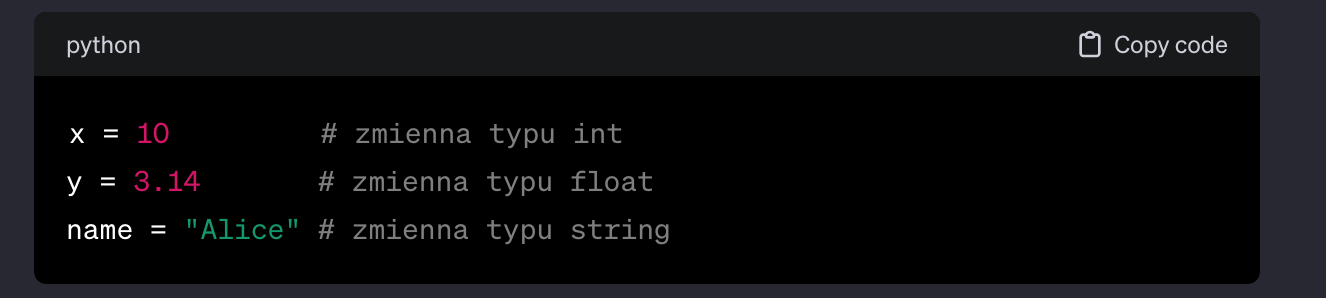 python
Copy code
x = 10         # zmienna typu int
y = 3.14       # zmienna typu float
name = "Alice" # zmienna typu string